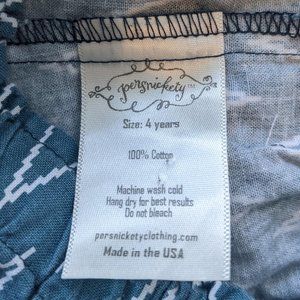 persnickety™
Size: 4 years
100% Cotton
Machine wash cold
Hang dry for best results
Do not bleach
persnicketyclothing.com
Made in the USA